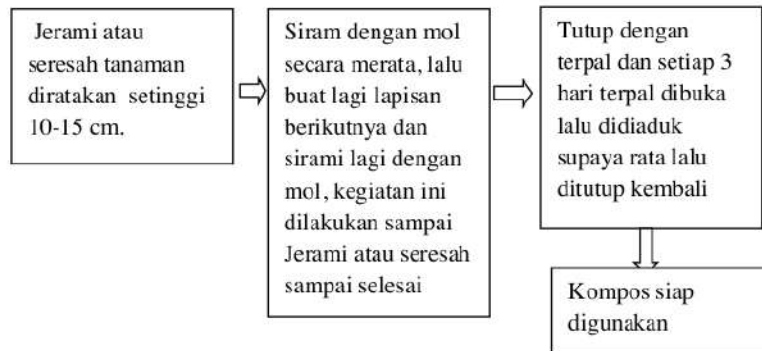 Jerami atau
seresah tanaman
diratakan setinggi
10-15 cm.
Siram dengan mol
secara merata, lalu
buat lagi lapisan
berikutnya dan
sirami lagi dengan
mol, kegiatan ini
dilakukan sampai
Jerami atau seresah
sampai selesai
Tutup dengan
terpal dan setiap 3
hari terpal dibuka
lalu didiaduk
supaya rata lalu
ditutup kembali
Kompos siap
digunakan